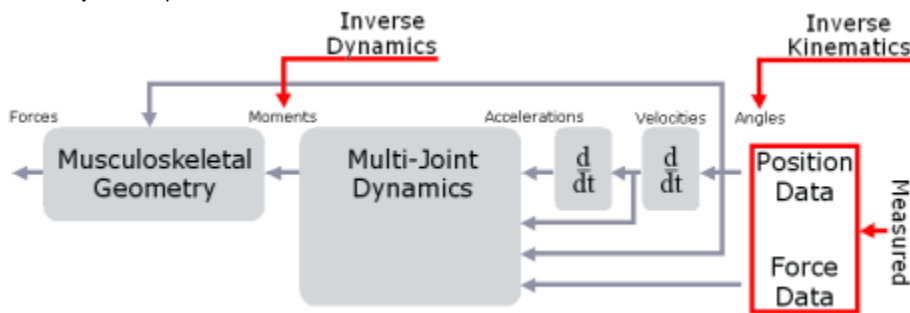 Inverse
Dynamics
Inverse
Kinematics
Forces
Moments
Accelerations
Velocities
Angles
Musculoskeletal
Geometry
Multi-Joint
Dynamics
d
dt
d
dt
Position
Data
Force
Data
Measured